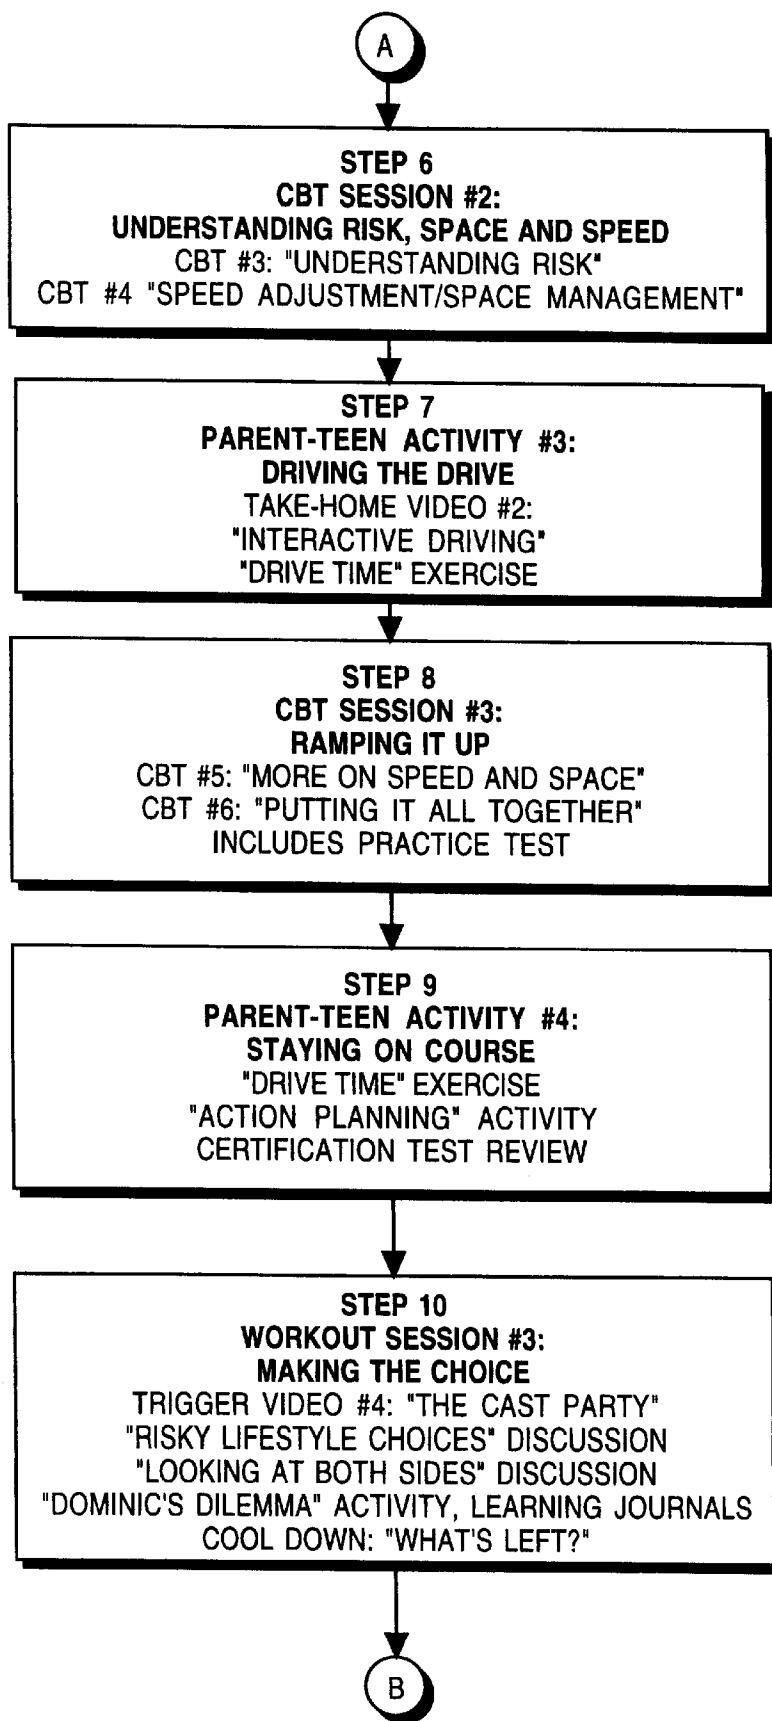 A
STEP 6
CBT SESSION #2:
UNDERSTANDING RISK, SPACE AND SPEED
CBT #3: "UNDERSTANDING RISK"
CBT #4 "SPEED ADJUSTMENT/SPACE MANAGEMENT"
STEP 7
PARENT-TEEN ACTIVITY #3:
DRIVING THE DRIVE
TAKE-HOME VIDEO #2:
"INTERACTIVE DRIVING"
"DRIVE TIME" EXERCISE
STEP 8
CBT SESSION #3:
RAMPING IT UP
CBT #5: "MORE ON SPEED AND SPACE"
CBT #6: "PUTTING IT ALL TOGETHER"
INCLUDES PRACTICE TEST
STEP 9
PARENT-TEEN ACTIVITY #4:
STAYING ON COURSE
"DRIVE TIME" EXERCISE
"ACTION PLANNING" ACTIVITY
CERTIFICATION TEST REVIEW
STEP 10
WORKOUT SESSION #3:
MAKING THE CHOICE
TRIGGER VIDEO #4: "THE CAST PARTY"
"RISKY LIFESTYLE CHOICES" DISCUSSION
"LOOKING AT BOTH SIDES" DISCUSSION
"DOMINIC'S DILEMMA" ACTIVITY, LEARNING JOURNALS
COOL DOWN: "WHAT'S LEFT?"
B